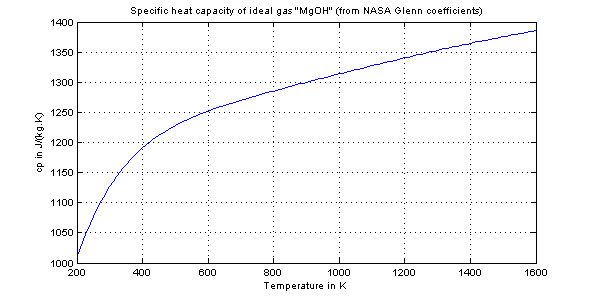 Specific heat capacity of ideal gas "MgOH" (from NASA Glenn coefficients)
1400
1350
1300
1250
1200
1150
1100
1050
1000
cp in J/(kg.K)
200 400 600 800 1000 1200 1400 1600
Temperature in K